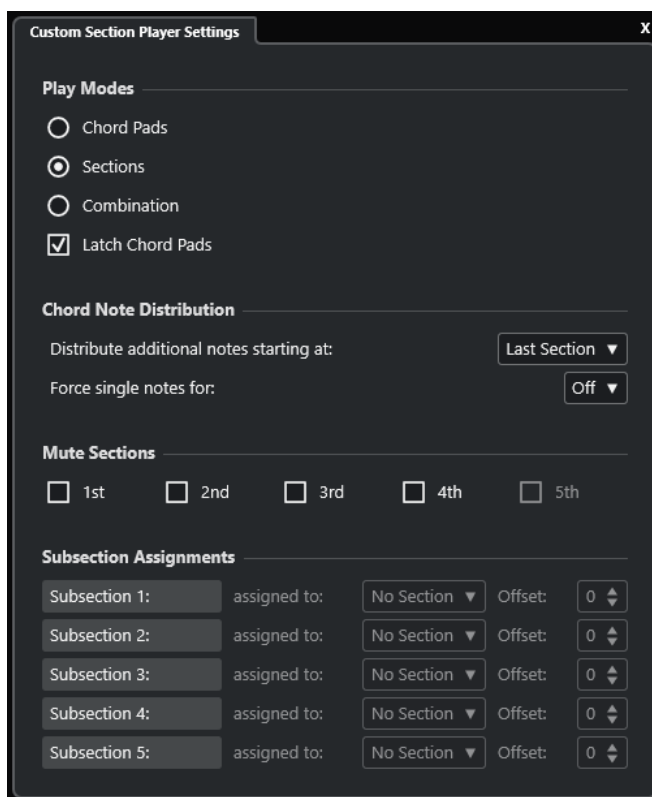 Custom Section Player Settings X
Play Modes
Chord Pads
Sections
Combination
Latch Chord Pads
Chord Note Distribution
Distribute additional notes starting at: Last Section
Force single notes for: Off
Mute Sections
1st 2nd 3rd 4th 5th
Subsection Assignments
Subsection 1: assigned to: No Section Offset: 0
Subsection 2: assigned to: No Section Offset: 0
Subsection 3: assigned to: No Section Offset: 0
Subsection 4: assigned to: No Section Offset: 0
Subsection 5: assigned to: No Section Offset: 0